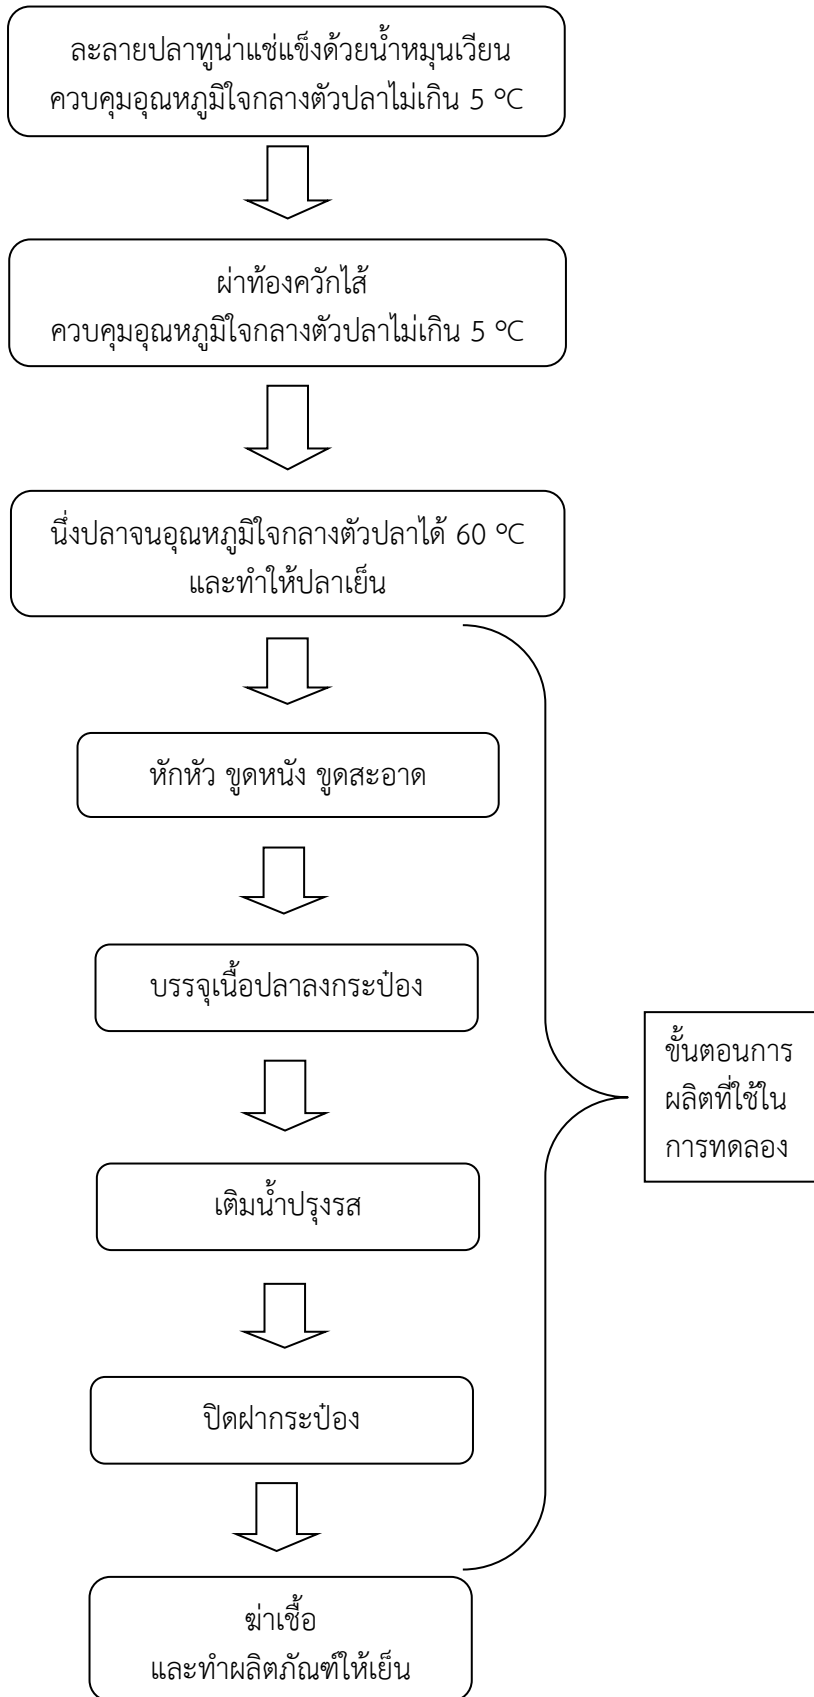 ละลายปลาทูน่าแช่แข็งด้วยน้ำหมุนเวียน
ควบคุมอุณหภูมิใจกลางตัวปลาไม่เกิน 5 ºC
ผ่าท้องควักไส้
ควบคุมอุณหภูมิใจกลางตัวปลาไม่เกิน 5 ºC
นึ่งปลาจนอุณหภูมิใจกลางตัวปลาได้ 60 ºC
และทำให้ปลาเย็น
หักหัว ขูดหนัง ขูดสะอาด
บรรจุเนื้อปลาลงกระป๋อง
ขั้นตอนการ
ผลิตที่ใช้ใน
การทดลอง
เติมน้ำปรุงรส
ปิดฝากระป๋อง
ฆ่าเชื้อ
และทำผลิตภัณฑ์ให้เย็น